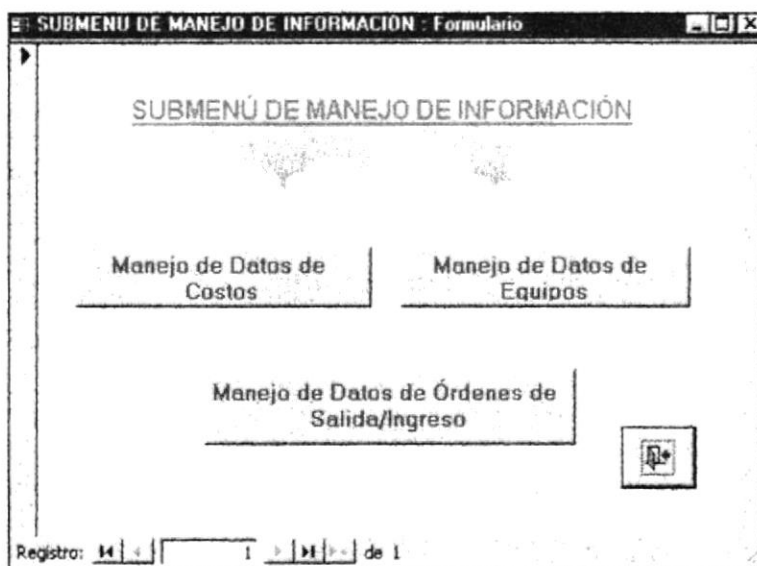 SUBMENU DE MANEJO DE INFORMACION : Formulario
SUBMENÚ DE MANEJO DE INFORMACIÓN
Manejo de Datos de
Costos
Manejo de Datos de
Equipos
Manejo de Datos de Órdenes de
Salida/Ingreso
Registro: 1 de 1